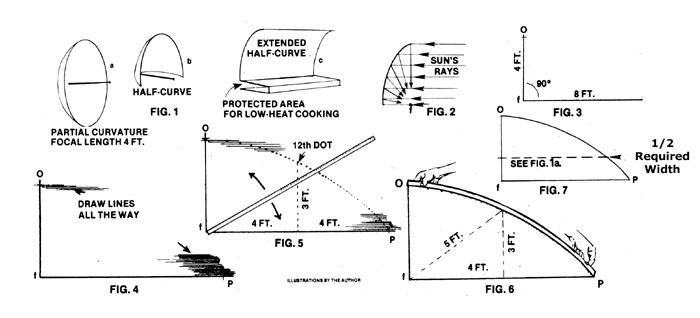 a
b
HALF-CURVE
FIG. 1
PARTIAL CURVATURE
FOCAL LENGTH 4 FT.
EXTENDED
HALF-CURVE
c
PROTECTED AREA
FOR LOW-HEAT COOKING
SUN'S
RAYS
f
FIG. 2
O
4 FT.
90°
f
8 FT.
FIG. 3
O
DRAW LINES
ALL THE WAY
f
P
FIG. 4
O
12th DOT
3 FT.
4 FT.
4 FT.
f
P
FIG. 5
ILLUSTRATIONS BY THE AUTHOR
O
5 FT.
3 FT.
4 FT.
f
P
FIG. 6
O
SEE FIG. 1a.
f
P
FIG. 7
1/2
Required
Width